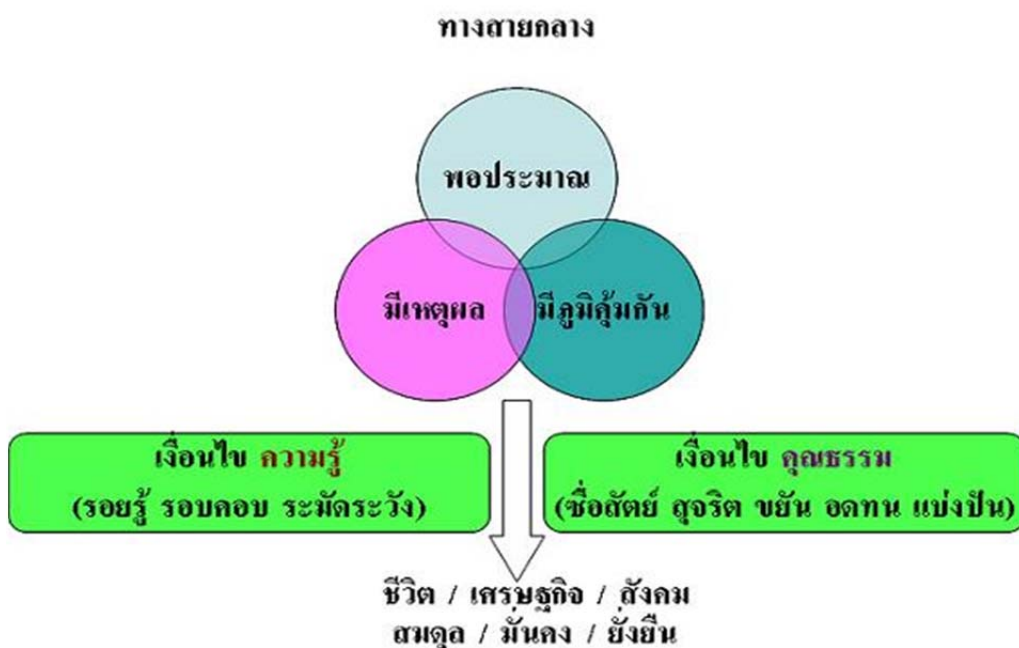 ทางสายกลาง
พอประมาณ
มีเหตุผล
มีภูมิคุ้มกัน
เงื่อนไข ความรู้
(รอยรู้ รอบคอบ ระมัดระวัง)
เงื่อนไข คุณธรรม
(ซื่อสัตย์ สุจริต ขยัน อดทน แบ่งปัน)
ชีวิต / เศรษฐกิจ / สังคม
สมดุล / มั่นคง / ยั่งยืน